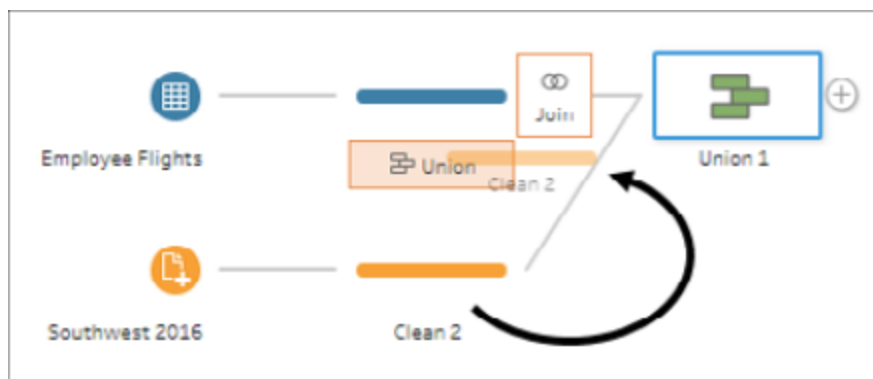 Join
Employee Flights
Union
Clean 2
Union 1
Southwest 2016
Clean 2